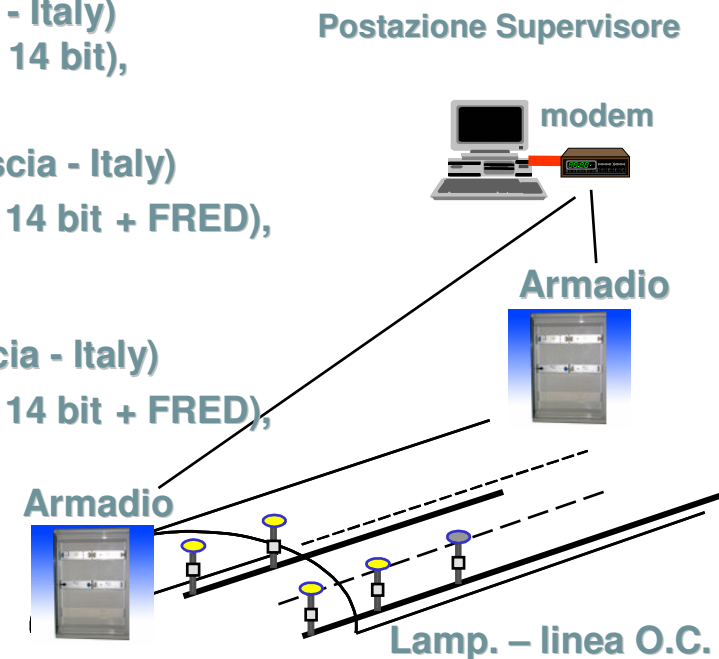 - Italy)
14 bit),
Postazione Supervisore
modem
scia - Italy)
14 bit + FRED),
Armadio
cia - Italy)
14 bit + FRED),
Armadio
Lamp. – linea O.C.